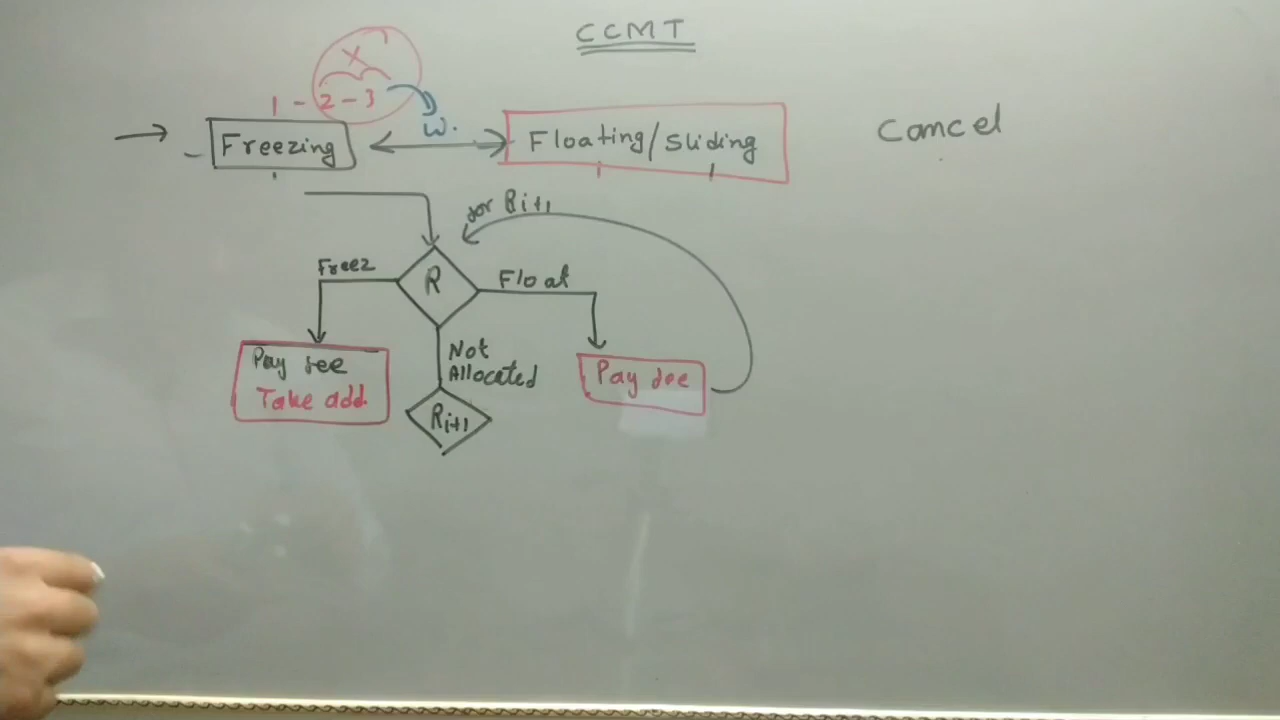 CCMT
X
1 - 2 - 3
W.
Freezing
Floating/Sliding
Cancel
for Ri+1
Freez
R
Float
Not
Allocated
Pay fee
Take add.
Pay fee
Ri+1